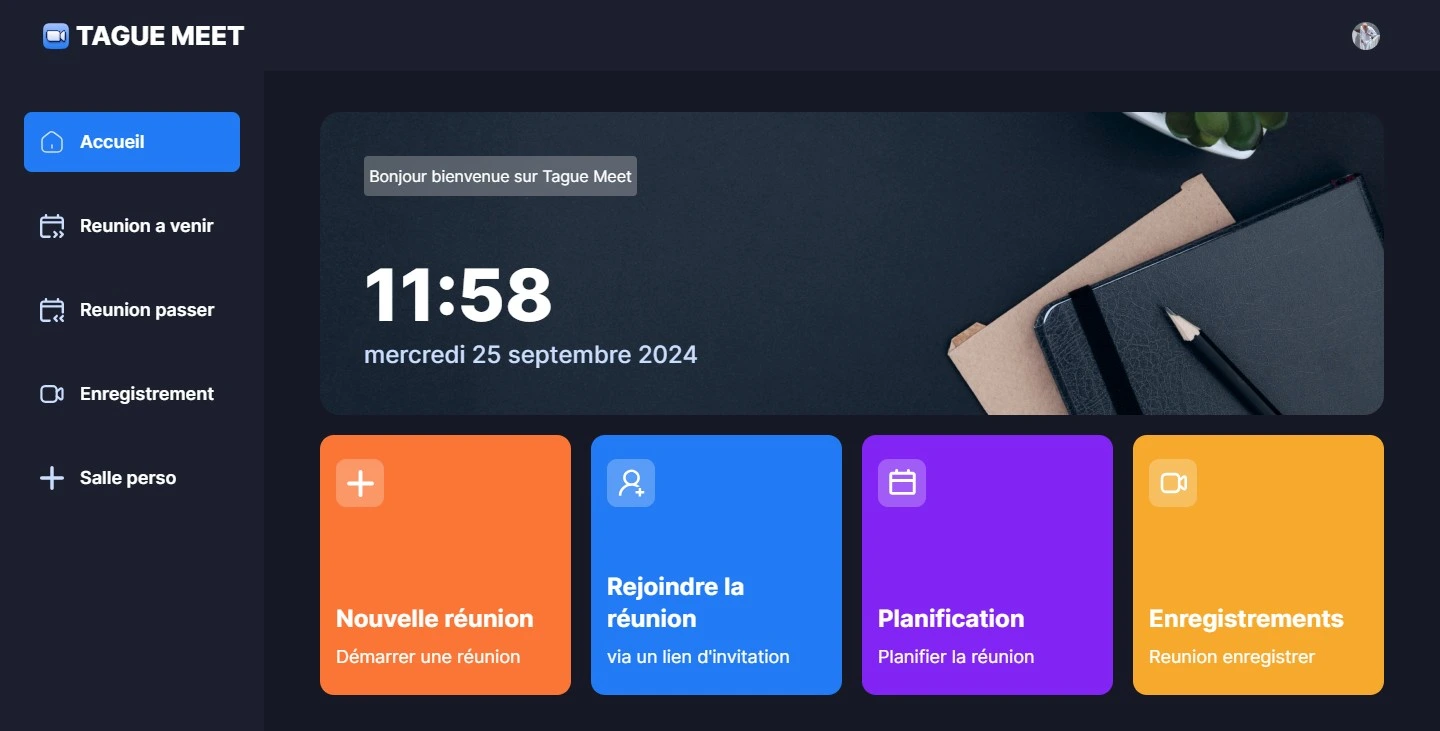 TAGUE MEET
Accueil
Reunion a venir
Reunion passer
Enregistrement
Salle perso
Bonjour bienvenue sur Tague Meet
11:58
mercredi 25 septembre 2024
Nouvelle réunion
Démarrer une réunion
Rejoindre la
réunion
via un lien d'invitation
Planification
Planifier la réunion
Enregistrements
Reunion enregistrer